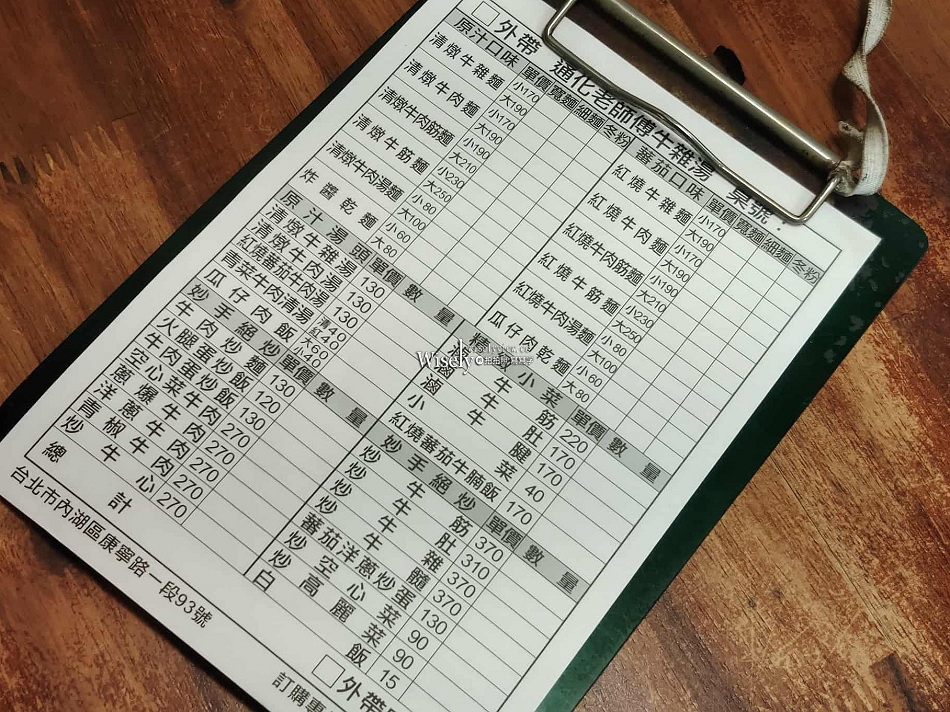 外帶
通化老師傅牛雜湯 桌號:
原汁口味 單價 寬麵 細麵 冬粉
清燉牛雜麵 小170 大190
清燉牛肉麵 小170 大190
清燉牛肉筋麵 小190 大210
清燉牛筋麵 小230 大250
清燉牛肉湯麵 小80 大100
炸醬乾麵 小60 大80
原汁湯頭 單價 數量
清燉牛雜湯 130
清燉牛肉湯 130
紅燒蕃茄牛肉湯 130
青菜牛肉清湯 清40 紅40
瓜仔肉飯 大60 小40
妙手絕炒 單價 數量
牛肉炒麵 130
火腿蛋炒飯 120
牛肉蛋炒飯 130
空心菜牛肉 270
蔥爆牛肉 270
洋蔥牛肉 270
青椒牛肉 270
炒牛心 270
總計
蕃茄口味 單價 寬麵 細麵 冬粉
紅燒牛雜麵 小170 大190
紅燒牛肉麵 小170 大190
紅燒牛肉筋麵 小190 大210
紅燒牛筋麵 小230 大250
紅燒牛肉湯麵 小80 大100
瓜仔肉乾麵 小60 大80
小菜 單價 數量
牛筋 220
滷牛肚 170
滷牛腱 170
小菜 40
紅燒蕃茄牛腩飯 170
妙手絕炒 單價 數量
炒牛筋 370
炒牛肚 310
炒牛雜 370
炒牛髓 370
蕃茄洋蔥炒蛋 130
炒空心菜 90
炒高麗菜 90
白飯 15
外帶
台北市內湖區康寧路一段93號
訂購專
Wisely